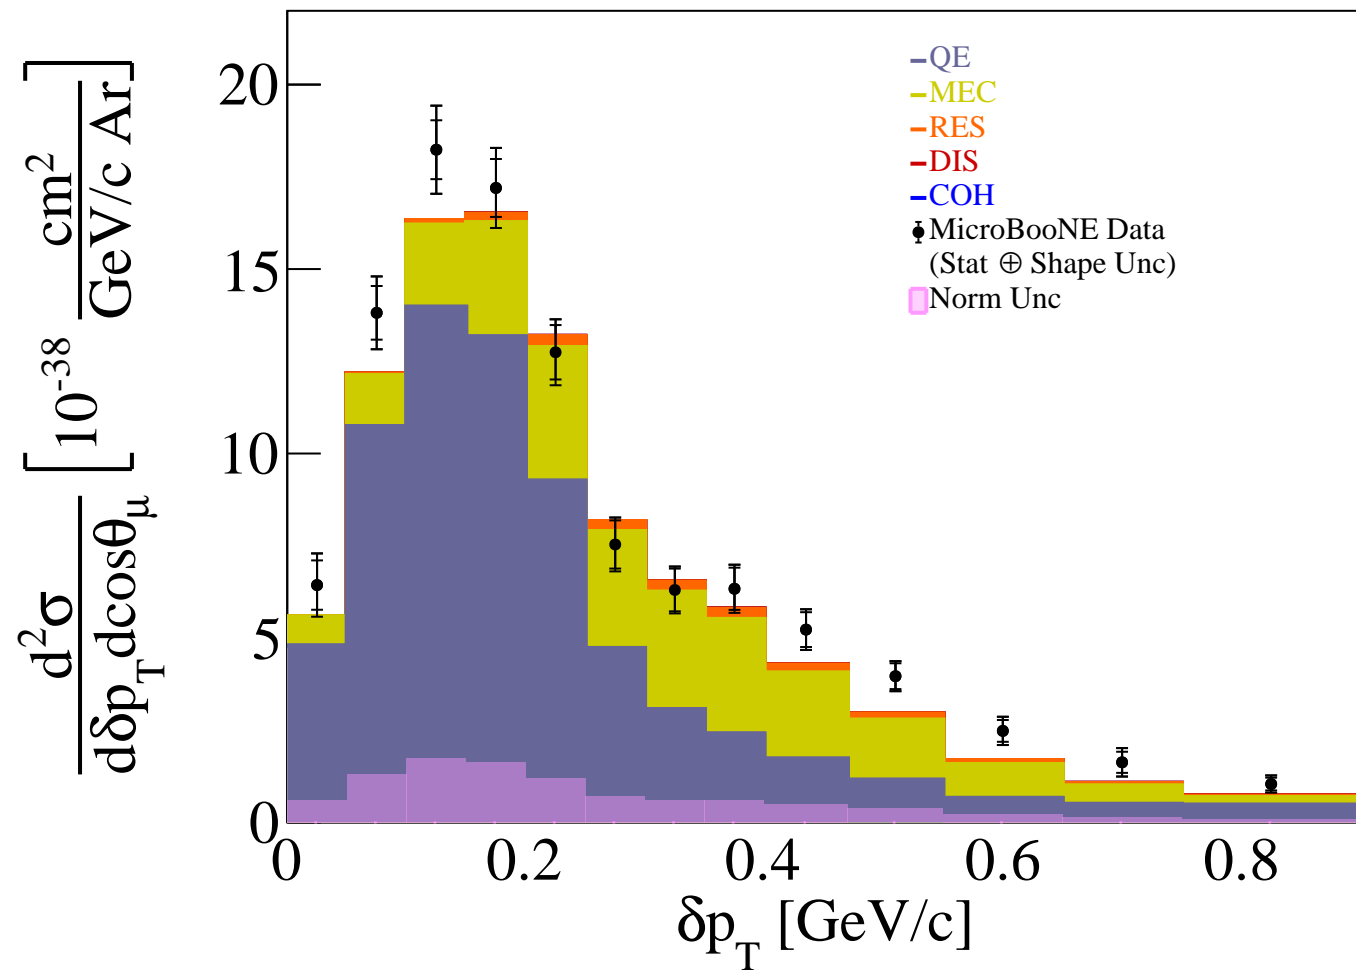 d²σ / dδp_T dcosθ_μ [10⁻³⁸ cm² / GeV/c Ar]
20
15
10
5
0
QE
MEC
RES
DIS
COH
MicroBooNE Data
(Stat ⊕ Shape Unc)
Norm Unc
0 0.2 0.4 0.6 0.8
δp_T [GeV/c]